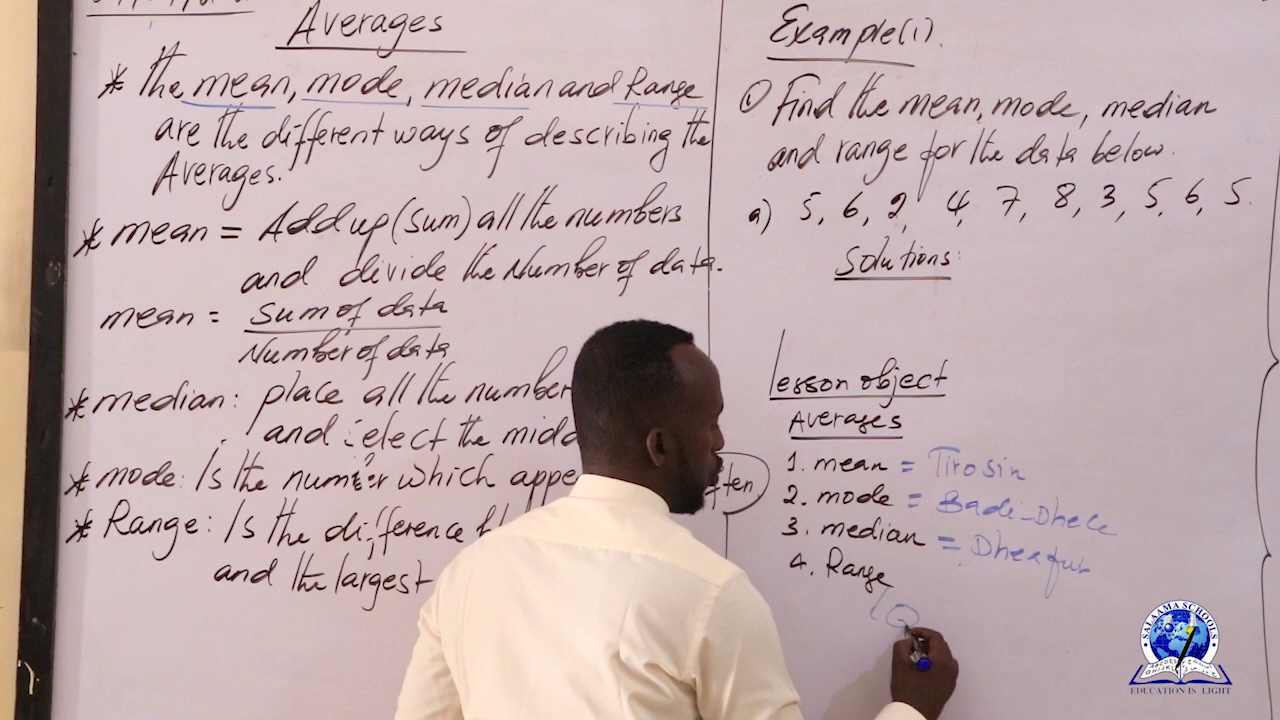 Averages
* The mean, mode, median and Range
are the different ways of describing the
Averages.
* mean = Add up (sum) all the numbers
and divide the number of data.
mean = Sum of data
Number of data
* median: place all the number
and select the midd
* mode: Is the number which appe
ften
* Range: Is the difference
and the largest
Example(1).
① Find the mean, mode, median
and range for the data below.
a) 5, 6, 2, 4, 7, 8, 3, 5, 6, 5.
Solutions:
lesson object
Averages
1. mean = Tirosin
2. mode = Badi-Dhele
3. median = Dhexfur
4. Range
SALAAMA SCHOOLS
EDUCATION IS LIGHT